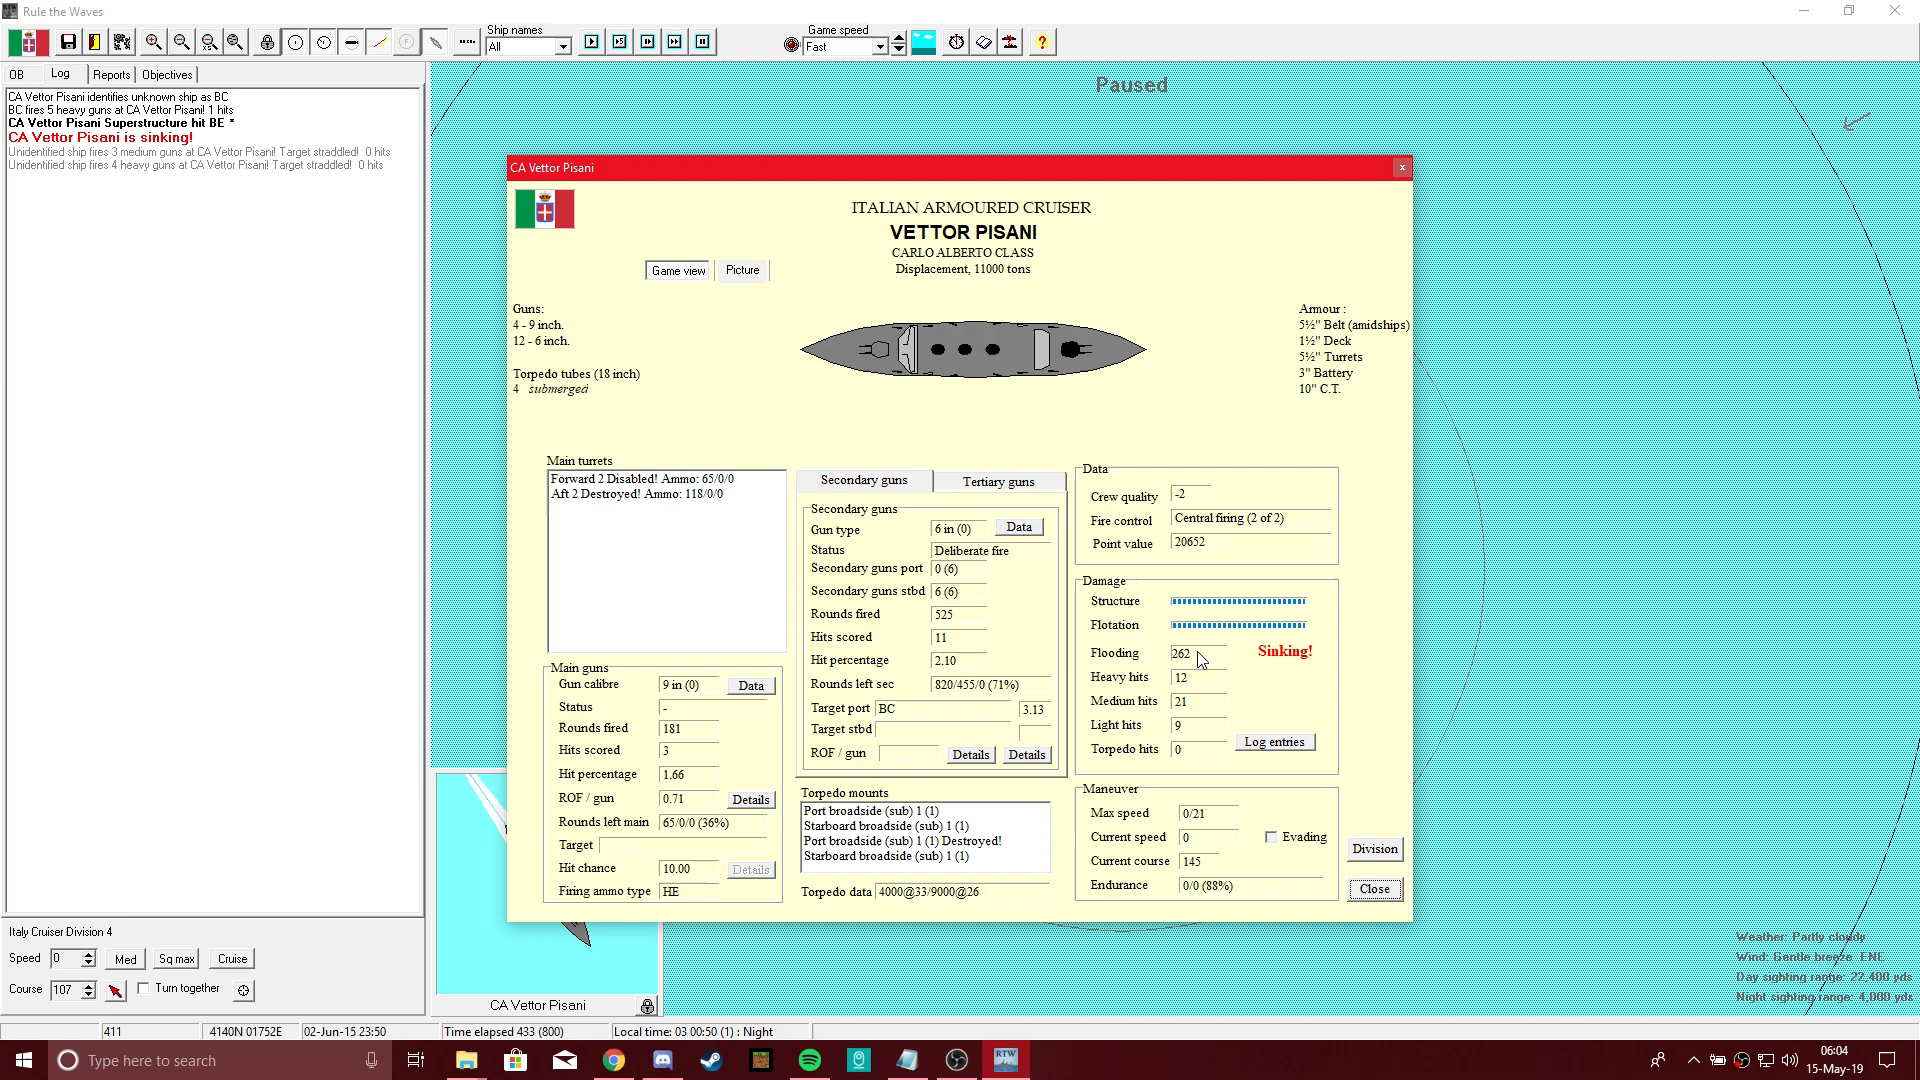 Rule the Waves
Ship names
All
Game speed
Fast
OB
Log
Reports
Objectives
CA Vettor Pisani identifies unknown ship as BC
BC fires 5 heavy guns at CA Vettor Pisani! 1 hits
CA Vettor Pisani Superstructure hit BE *
CA Vettor Pisani is sinking!
Unidentified ship fires 3 medium guns at CA Vettor Pisani! Target straddled! 0 hits
Unidentified ship fires 4 heavy guns at CA Vettor Pisani! Target straddled! 0 hits
Paused
CA Vettor Pisani
ITALIAN ARMOURED CRUISER
VETTOR PISANI
CARLO ALBERTO CLASS
Displacement, 11000 tons
Game view
Picture
Guns:
4 - 9 inch.
12 - 6 inch.
Torpedo tubes (18 inch)
4 submerged
Armour :
5½" Belt (amidships)
1½" Deck
5½" Turrets
3" Battery
10" C.T.
Main turrets
Forward 2 Disabled! Ammo: 65/0/0
Aft 2 Destroyed! Ammo: 118/0/0
Main guns
Gun calibre 9 in (0) Data
Status -
Rounds fired 181
Hits scored 3
Hit percentage 1.66
ROF / gun 0.71 Details
Rounds left main 65/0/0 (36%)
Target
Hit chance 10.00 Details
Firing ammo type HE
Secondary guns
Tertiary guns
Secondary guns
Gun type 6 in (0) Data
Status Deliberate fire
Secondary guns port 0 (6)
Secondary guns stbd 6 (6)
Rounds fired 525
Hits scored 11
Hit percentage 2.10
Rounds left sec 820/455/0 (71%)
Target port BC 3.13
Target stbd
ROF / gun Details Details
Torpedo mounts
Port broadside (sub) 1 (1)
Starboard broadside (sub) 1 (1)
Port broadside (sub) 1 (1) Destroyed!
Starboard broadside (sub) 1 (1)
Torpedo data 4000@33/9000@26
Data
Crew quality -2
Fire control Central firing (2 of 2)
Point value 20652
Damage
Structure
Flotation
Flooding 262 Sinking!
Heavy hits 12
Medium hits 21
Light hits 9
Torpedo hits 0
Log entries
Maneuver
Max speed 0/21
Current speed 0 Evading
Current course 145
Endurance 0/0 (88%)
Division
Close
Italy Cruiser Division 4
Speed 0 Med Sq max Cruise
Course 107 Turn together
CA Vettor Pisani
Weather: Partly cloudy
Wind: Gentle breeze ENE
Day sighting range: 22,400 yds
Night sighting range: 4,000 yds
411
4140N 01752E
02-Jun-15 23:50
Time elapsed 433 (800)
Local time: 03 00:50 (1) : Night
Type here to search
RTW
06:04
15-May-19